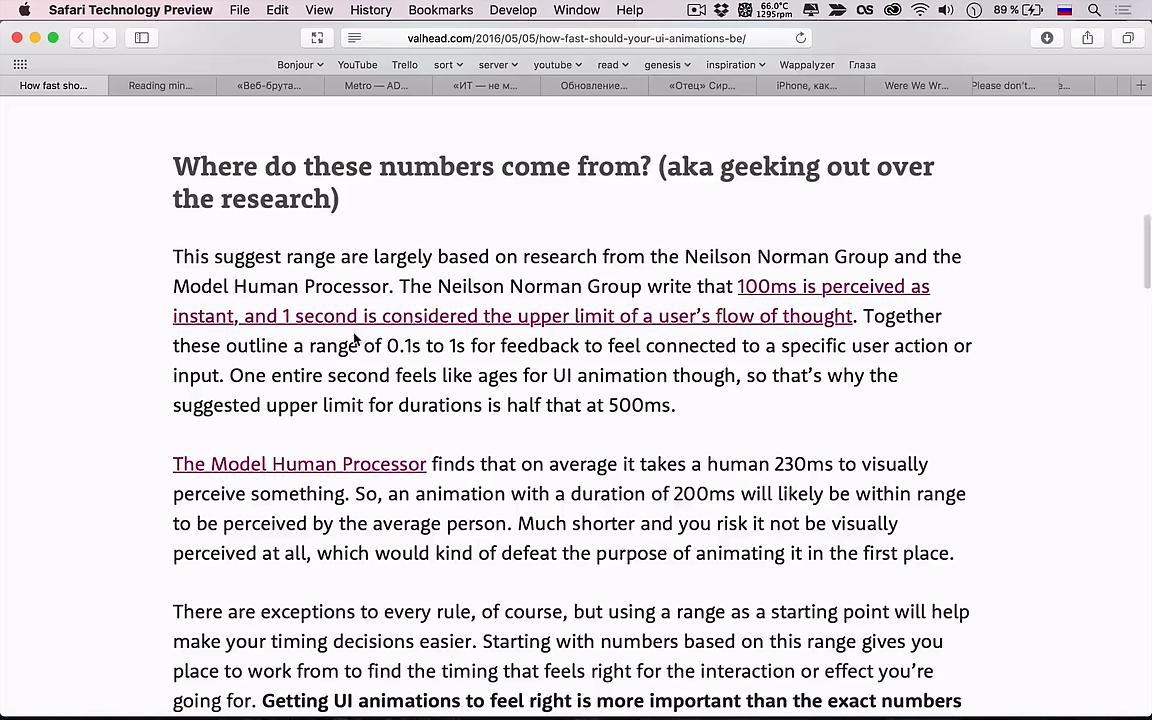 Safari Technology Preview File Edit View History Bookmarks Develop Window Help 66.0°C 1295rpm OS 89 %
valhead.com/2016/05/05/how-fast-should-your-ui-animations-be/
Bonjour YouTube Trello sort server youtube read genesis inspiration Wappalyzer Глаза
How fast sho... Reading min... «Веб-брута... Metro — AD... «ИТ — не м... Обновление... «Отец» Сир... iPhone, как... Were We Wr... Please don't... e...
Where do these numbers come from? (aka geeking out over
the research)
This suggest range are largely based on research from the Neilson Norman Group and the
Model Human Processor. The Neilson Norman Group write that 100ms is perceived as
instant, and 1 second is considered the upper limit of a user's flow of thought. Together
these outline a range of 0.1s to 1s for feedback to feel connected to a specific user action or
input. One entire second feels like ages for UI animation though, so that's why the
suggested upper limit for durations is half that at 500ms.
The Model Human Processor finds that on average it takes a human 230ms to visually
perceive something. So, an animation with a duration of 200ms will likely be within range
to be perceived by the average person. Much shorter and you risk it not be visually
perceived at all, which would kind of defeat the purpose of animating it in the first place.
There are exceptions to every rule, of course, but using a range as a starting point will help
make your timing decisions easier. Starting with numbers based on this range gives you
place to work from to find the timing that feels right for the interaction or effect you're
going for. Getting UI animations to feel right is more important than the exact numbers